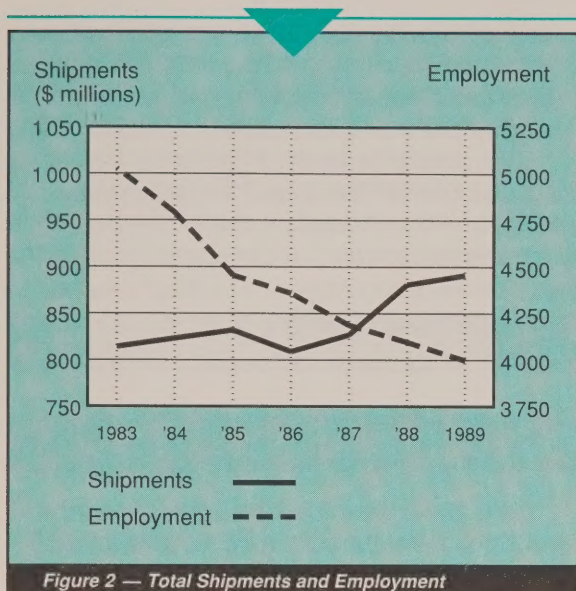 Shipments
($ millions)
Employment
1 050
1 000
950
900
850
800
750
5 250
5 000
4 750
4 500
4 250
4 000
3 750
1983 '84 '85 '86 '87 '88 1989
Shipments
Employment
Figure 2 — Total Shipments and Employment